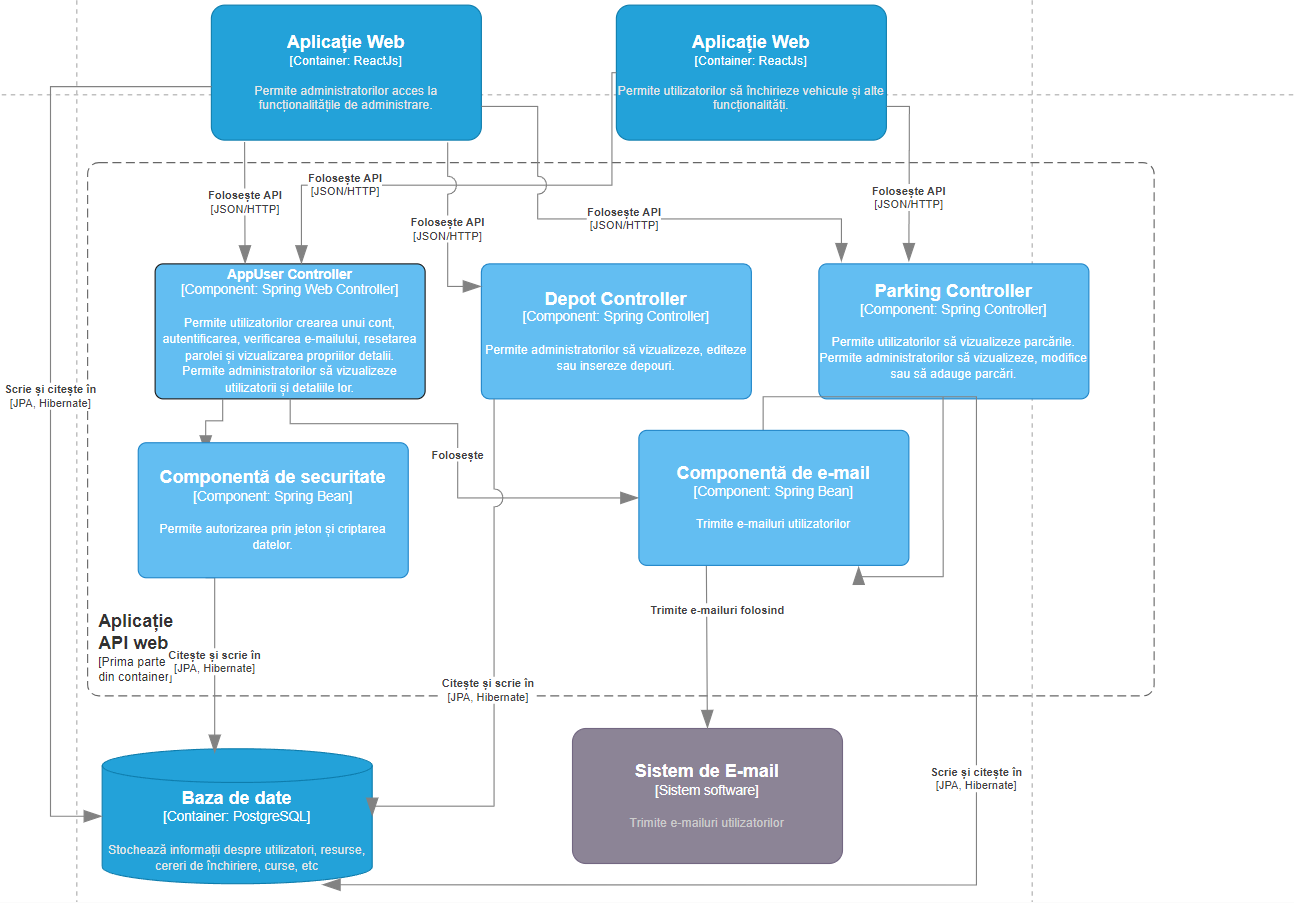 Aplicație Web
[Container: ReactJs]
Permite administratorilor acces la
funcționalitățile de administrare.
Aplicație Web
[Container: ReactJs]
Permite utilizatorilor să închirieze vehicule și alte
funcționalități.
Folosește API
[JSON/HTTP]
Folosește API
[JSON/HTTP]
Folosește API
[JSON/HTTP]
Folosește API
[JSON/HTTP]
Folosește API
[JSON/HTTP]
AppUser Controller
[Component: Spring Web Controller]
Permite utilizatorilor crearea unui cont,
autentificarea, verificarea e-mailului, resetarea
parolei și vizualizarea propriilor detalii.
Permite administratorilor să vizualizeze
utilizatorii și detaliile lor.
Depot Controller
[Component: Spring Controller]
Permite administratorilor să vizualizeze, editeze
sau insereze depouri.
Parking Controller
[Component: Spring Controller]
Permite utilizatorilor să vizualizeze parcările.
Permite administratorilor să vizualizeze, modifice
sau să adauge parcări.
Scrie și citește în
[JPA, Hibernate]
Folosește
Componentă de securitate
[Component: Spring Bean]
Permite autorizarea prin jeton și criptarea
datelor.
Componentă de e-mail
[Component: Spring Bean]
Trimite e-mailuri utilizatorilor
Trimite e-mailuri folosind
Aplicație
API web
[Prima parte
din container]
Citește și scrie în
[JPA, Hibernate]
Citește și scrie în
[JPA, Hibernate]
Scrie și citește în
[JPA, Hibernate]
Baza de date
[Container: PostgreSQL]
Stochează informații despre utilizatori, resurse,
cereri de închiriere, curse, etc
Sistem de E-mail
[Sistem software]
Trimite e-mailuri utilizatorilor